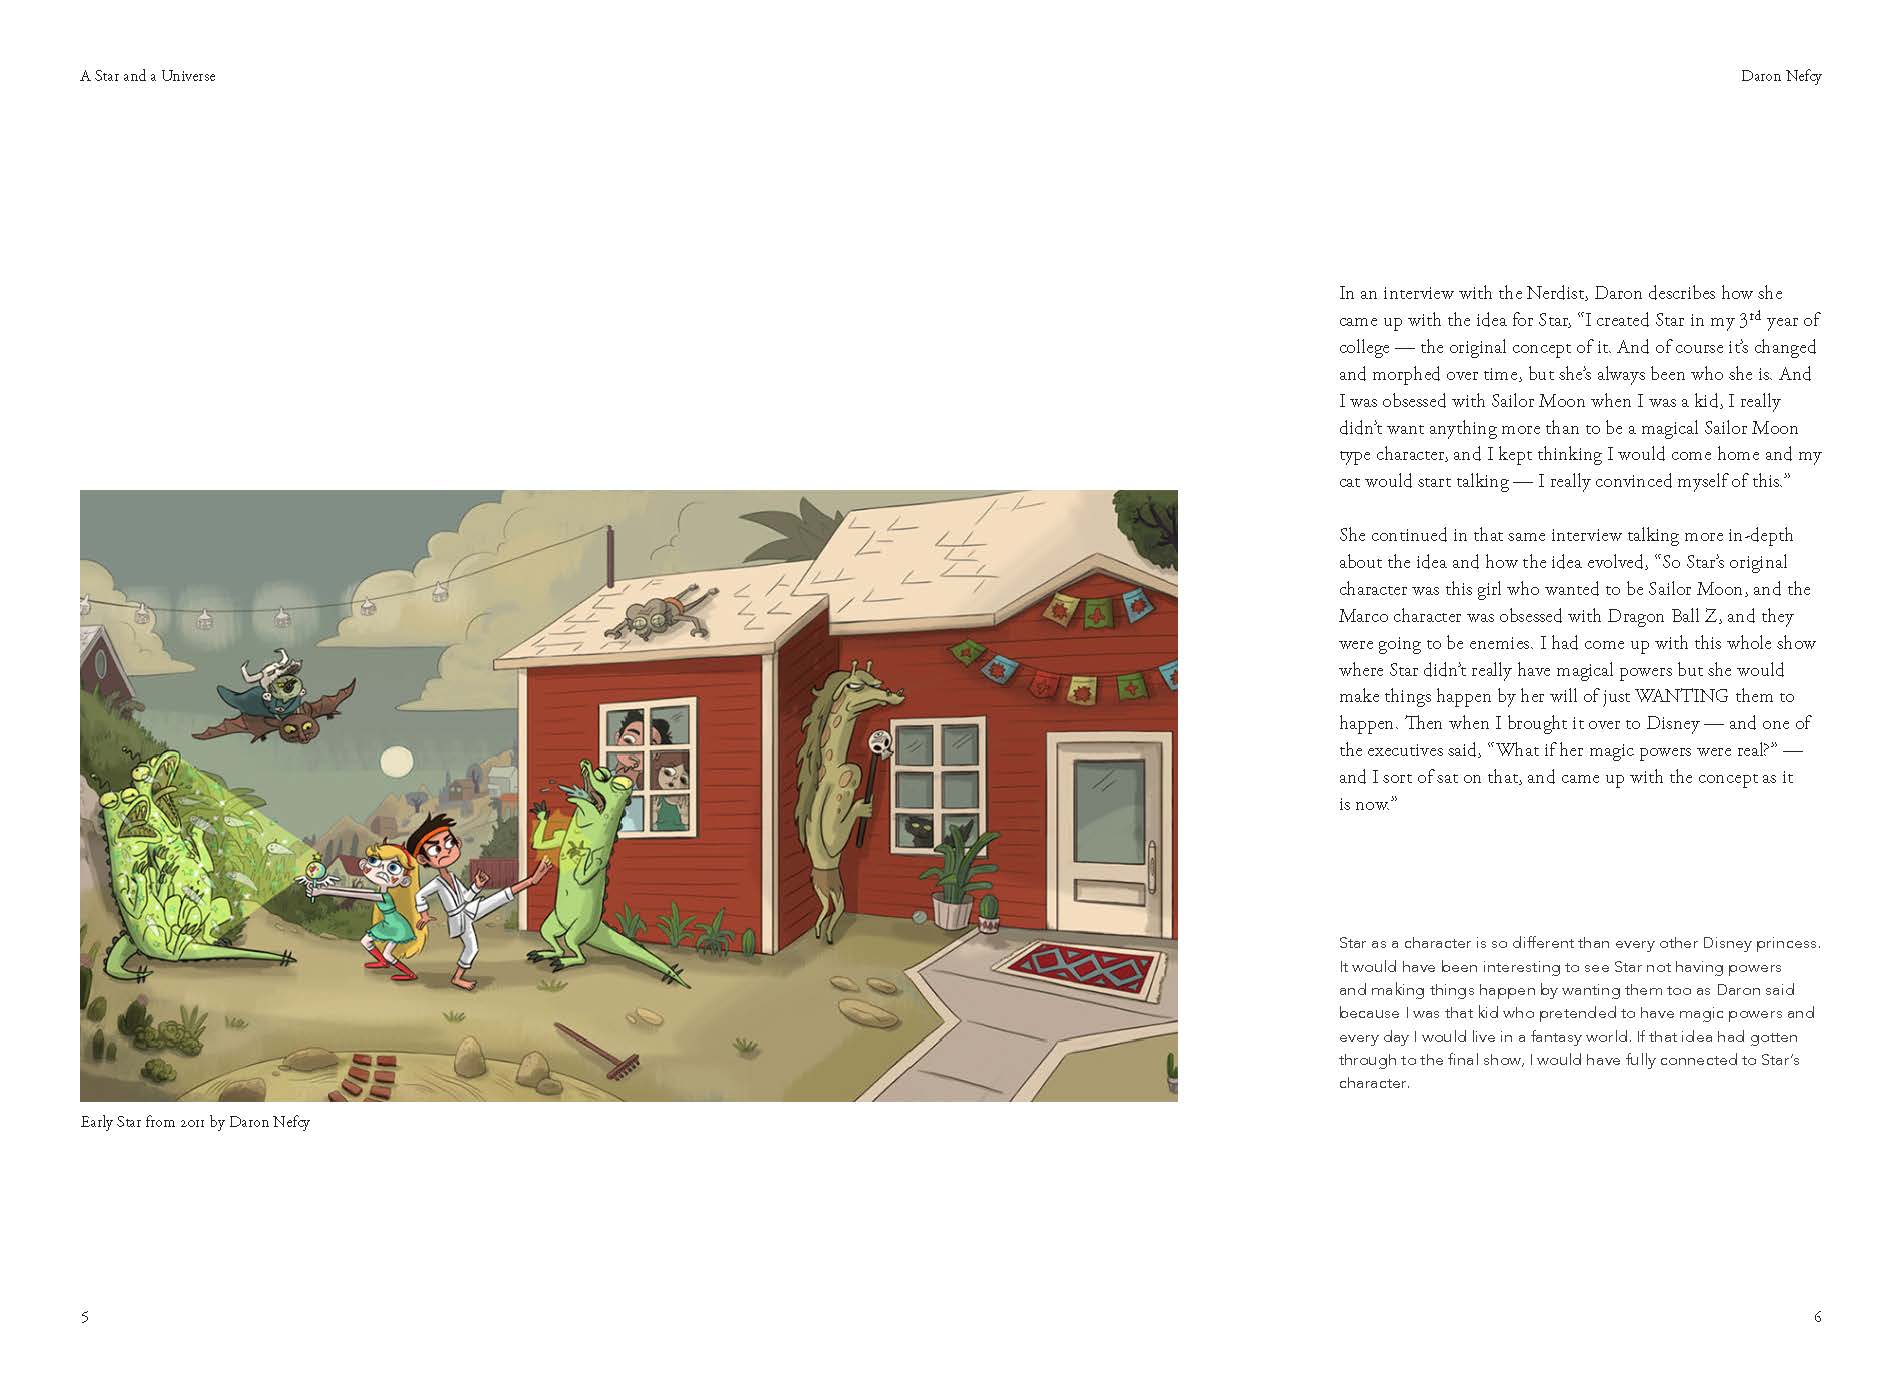 A Star and a Universe
Daron Nefcy
In an interview with the Nerdist, Daron describes how she
came up with the idea for Star, “I created Star in my 3rd year of
college — the original concept of it. And of course it’s changed
and morphed over time, but she’s always been who she is. And
I was obsessed with Sailor Moon when I was a kid, I really
didn’t want anything more than to be a magical Sailor Moon
type character, and I kept thinking I would come home and my
cat would start talking — I really convinced myself of this.”
She continued in that same interview talking more in-depth
about the idea and how the idea evolved, “So Star’s original
character was this girl who wanted to be Sailor Moon, and the
Marco character was obsessed with Dragon Ball Z, and they
were going to be enemies. I had come up with this whole show
where Star didn’t really have magical powers but she would
make things happen by her will of just WANTING them to
happen. Then when I brought it over to Disney — and one of
the executives said, “What if her magic powers were real?” —
and I sort of sat on that, and came up with the concept as it
is now.”
Star as a character is so different than every other Disney princess.
It would have been interesting to see Star not having powers
and making things happen by wanting them too as Daron said
because I was that kid who pretended to have magic powers and
every day I would live in a fantasy world. If that idea had gotten
through to the final show, I would have fully connected to Star’s
character.
Early Star from 2011 by Daron Nefcy
5
6